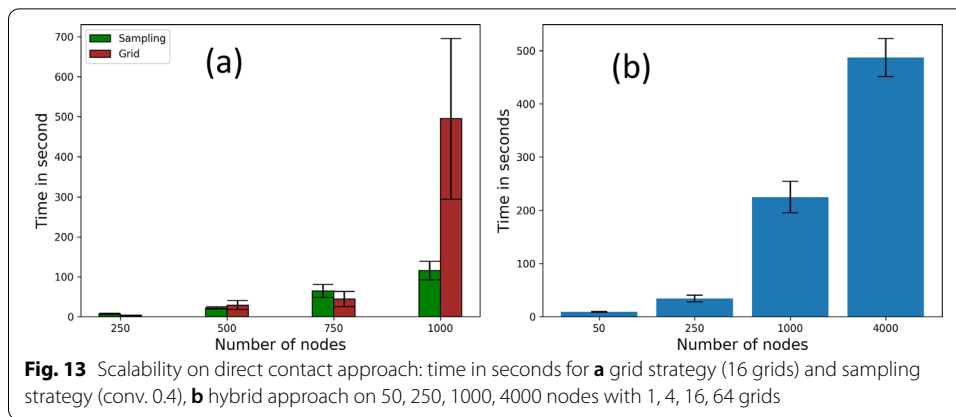 700
600
500
400
300
200
100
0
Time in second
Sampling
Grid
(a)
250 500 750 1000
Number of nodes
500
400
300
200
100
0
Time in seconds
(b)
50 250 1000 4000
Number of nodes
Fig. 13 Scalability on direct contact approach: time in seconds for a grid strategy (16 grids) and sampling
strategy (conv. 0.4), b hybrid approach on 50, 250, 1000, 4000 nodes with 1, 4, 16, 64 grids